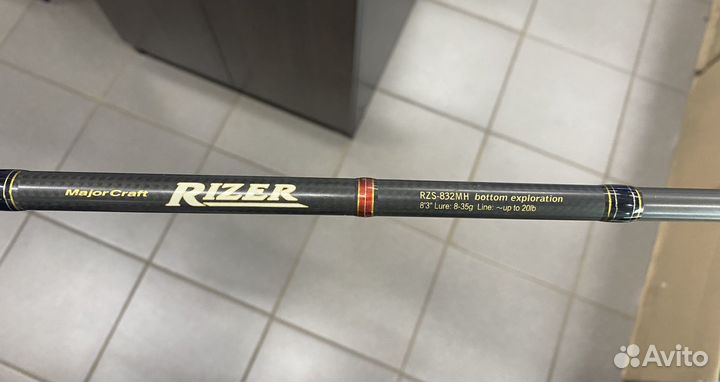 MajorCraft RIZER
RZS-832MH bottom exploration
8'3" Lure: 8-35g Line: ~up to 20lb
Avito